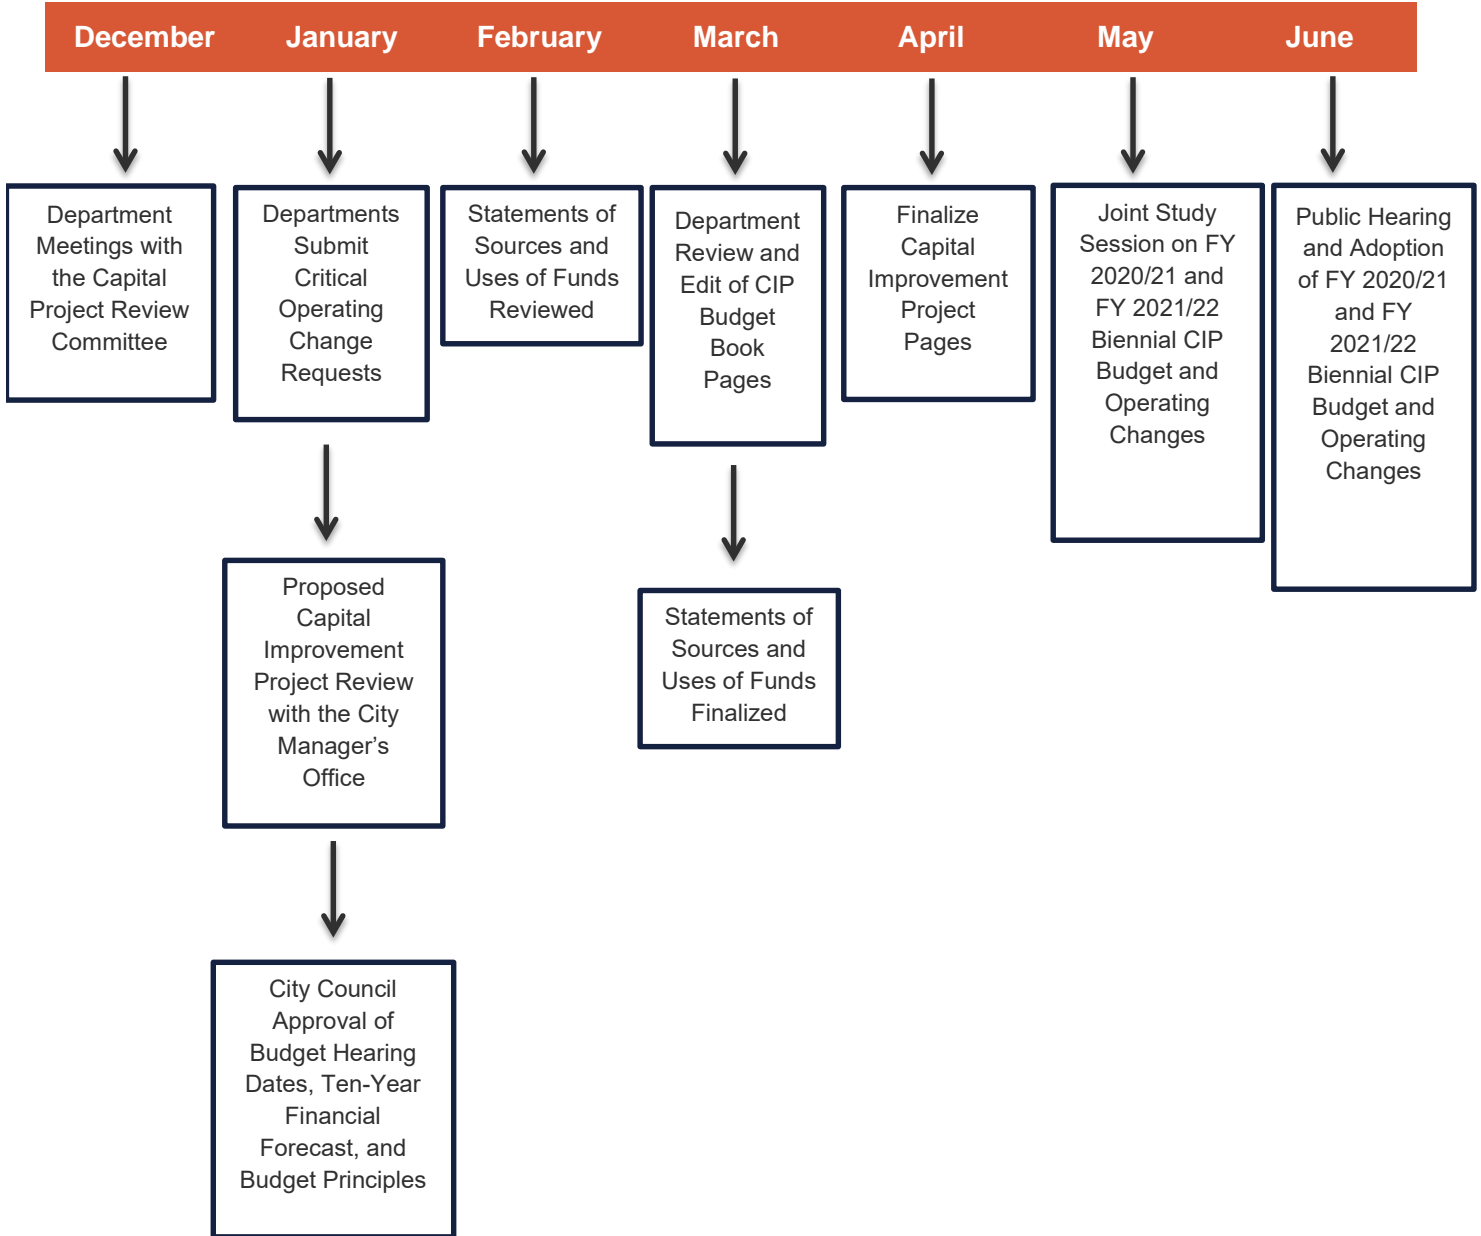 December January February March April May June
Department
Meetings with
the Capital
Project Review
Committee
Departments
Submit
Critical
Operating
Change
Requests
Proposed
Capital
Improvement
Project Review
with the City
Manager’s
Office
City Council
Approval of
Budget Hearing
Dates, Ten-Year
Financial
Forecast, and
Budget Principles
Statements of
Sources and
Uses of Funds
Reviewed
Department
Review and
Edit of CIP
Budget
Book
Pages
Statements of
Sources and
Uses of Funds
Finalized
Finalize
Capital
Improvement
Project
Pages
Joint Study
Session on FY
2020/21 and
FY 2021/22
Biennial CIP
Budget and
Operating
Changes
Public Hearing
and Adoption
of FY 2020/21
and FY
2021/22
Biennial CIP
Budget and
Operating
Changes